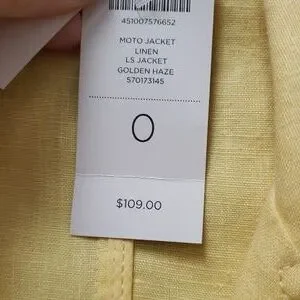 451007576652
MOTO JACKET
LINEN
LS JACKET
GOLDEN HAZE
570173145
0
$109.00